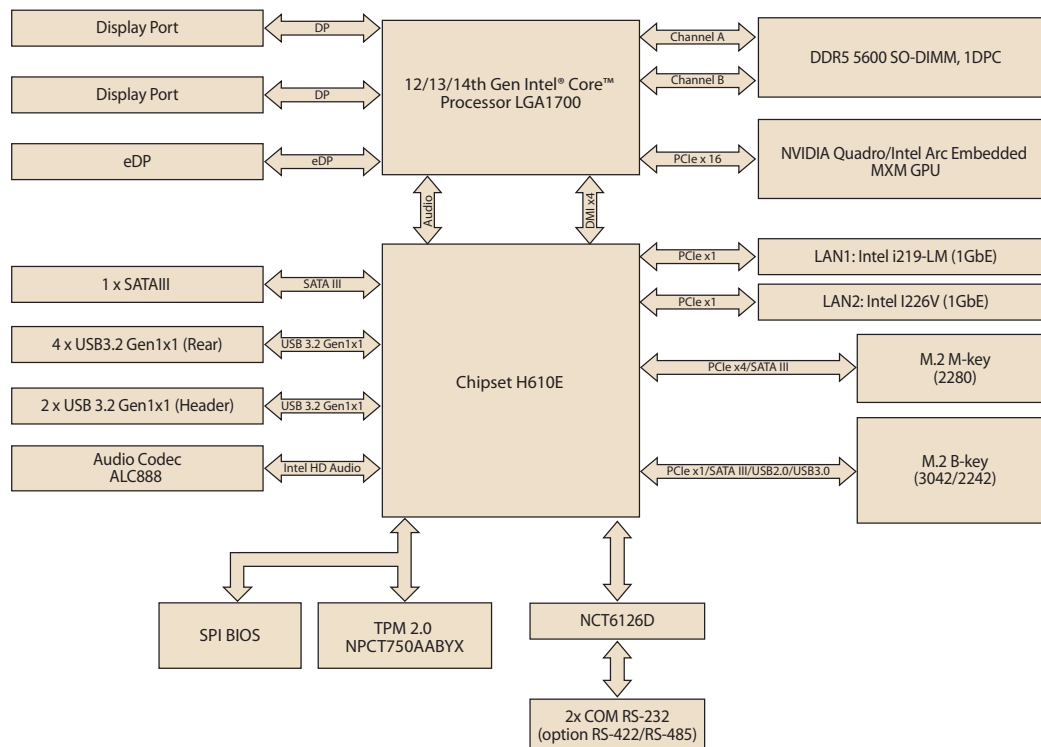 Display Port
DP
Display Port
DP
eDP
eDP
12/13/14th Gen Intel® Core™
Processor LGA1700
Channel A
Channel B
DDR5 5600 SO-DIMM, 1DPC
PCIe x 16
NVIDIA Quadro/Intel Arc Embedded
MXM GPU
Audio
DMI x4
1 x SATAIII
SATA III
4 x USB3.2 Gen1x1 (Rear)
USB 3.2 Gen1x1
2 x USB 3.2 Gen1x1 (Header)
USB 3.2 Gen1x1
Audio Codec
ALC888
Intel HD Audio
Chipset H610E
PCIe x1
LAN1: Intel i219-LM (1GbE)
PCIe x1
LAN2: Intel I226V (1GbE)
PCIe x4/SATA III
M.2 M-key
(2280)
PCIe x1/SATA III/USB2.0/USB3.0
M.2 B-key
(3042/2242)
SPI BIOS
TPM 2.0
NPCT750AABYX
NCT6126D
2x COM RS-232
(option RS-422/RS-485)